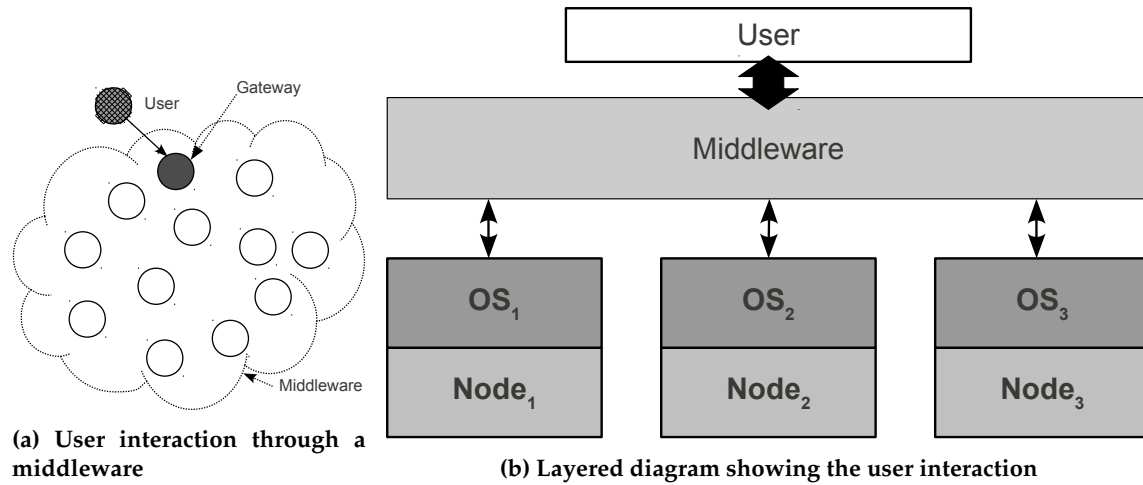 User
Gateway
Middleware
(a) User interaction through a
middleware
User
Middleware
OS₁
OS₂
OS₃
Node₁
Node₂
Node₃
(b) Layered diagram showing the user interaction